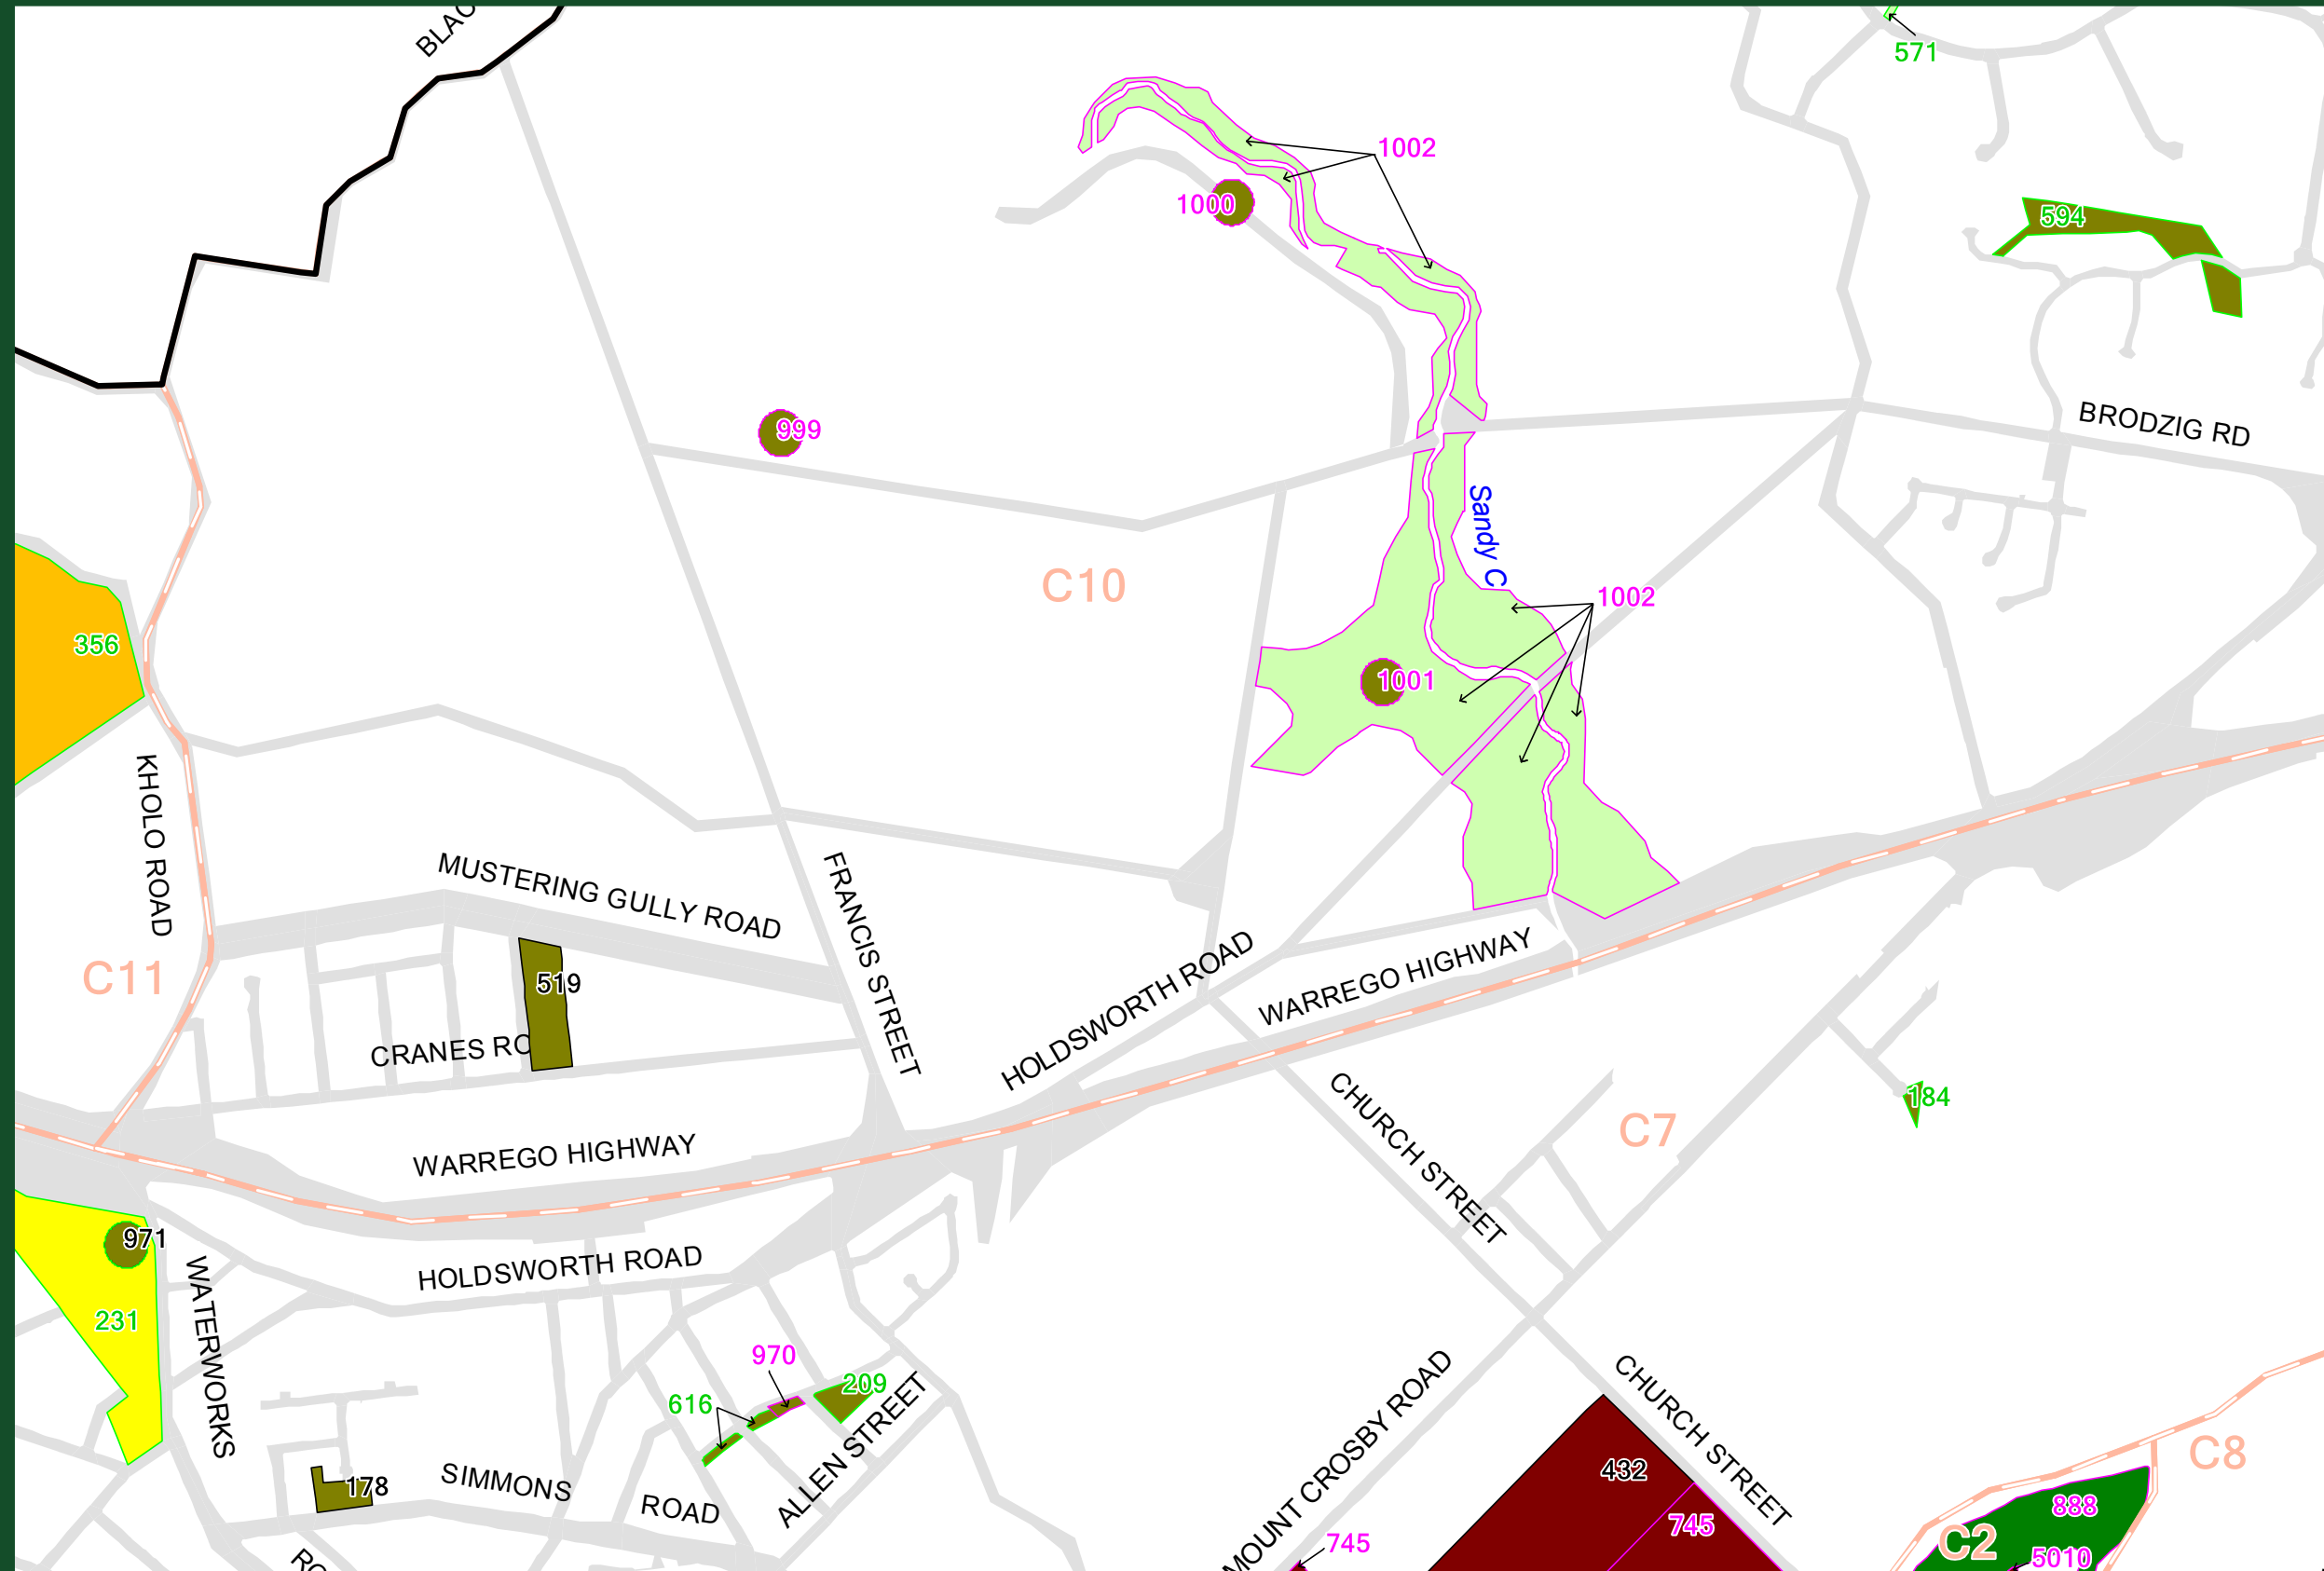 BLAC
571
1002
1000
594
999
BRODZIG RD
Sandy C
C10
1002
356
1001
KHOLO ROAD
MUSTERING GULLY ROAD
FRANCIS STREET
C11
519
HOLDSWORTH ROAD
WARREGO HIGHWAY
CRANES RO
184
CHURCH STREET
C7
WARREGO HIGHWAY
971
HOLDSWORTH ROAD
231
WATERWORKS
970
209
616
ALLEN STREET
MOUNT CROSBY ROAD
CHURCH STREET
C8
432
178
SIMMONS
ROAD
888
745
C2
745
5010
RO